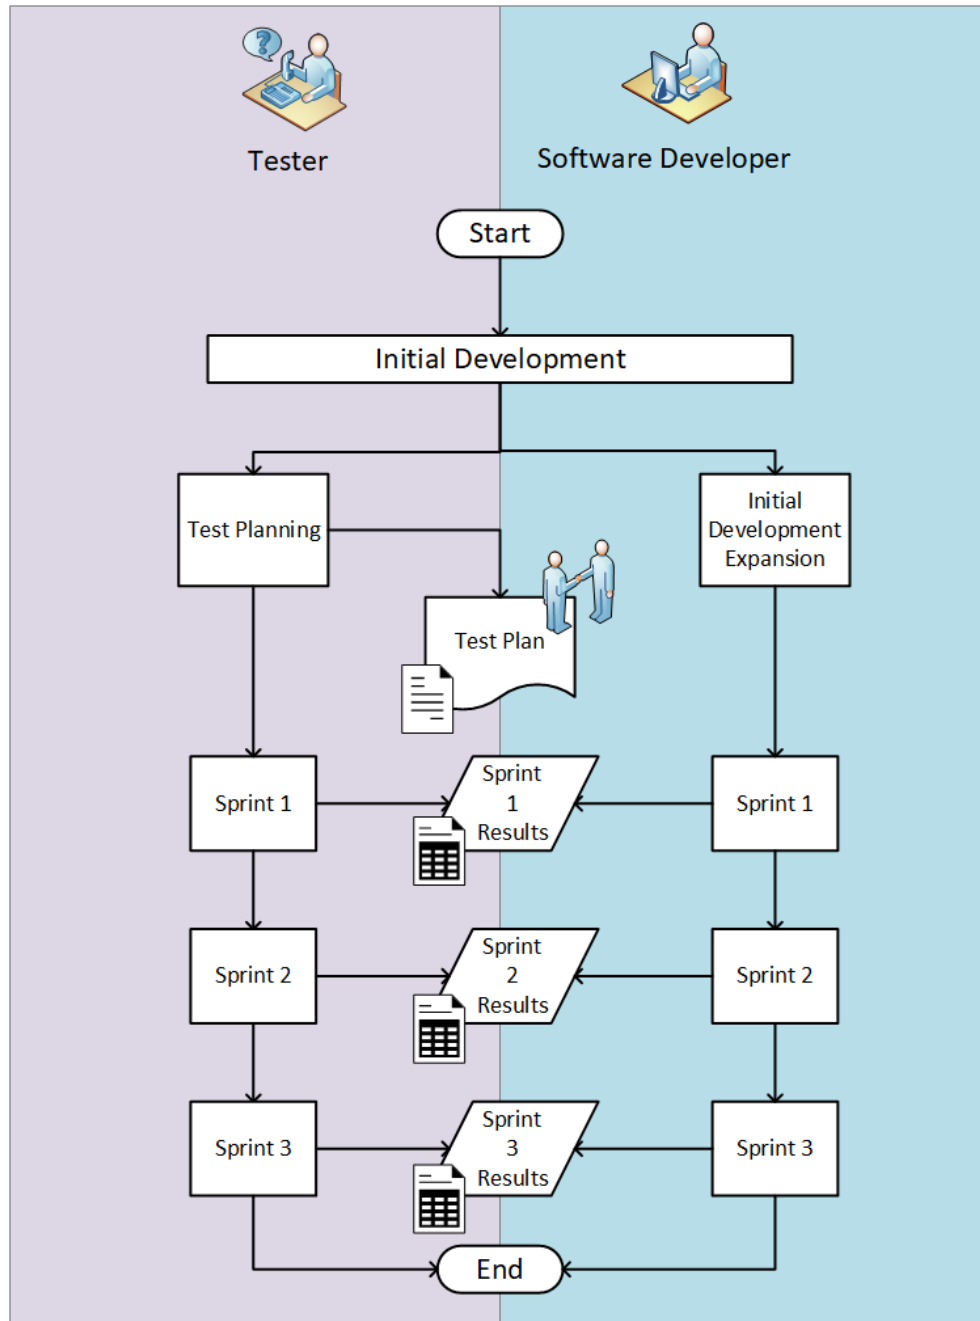 ?
Tester
Software Developer
Start
Initial Development
Test Planning
Initial
Development
Expansion
Test Plan
Sprint 1
Sprint
1
Results
Sprint 1
Sprint 2
Sprint
2
Results
Sprint 2
Sprint 3
Sprint
3
Results
Sprint 3
End